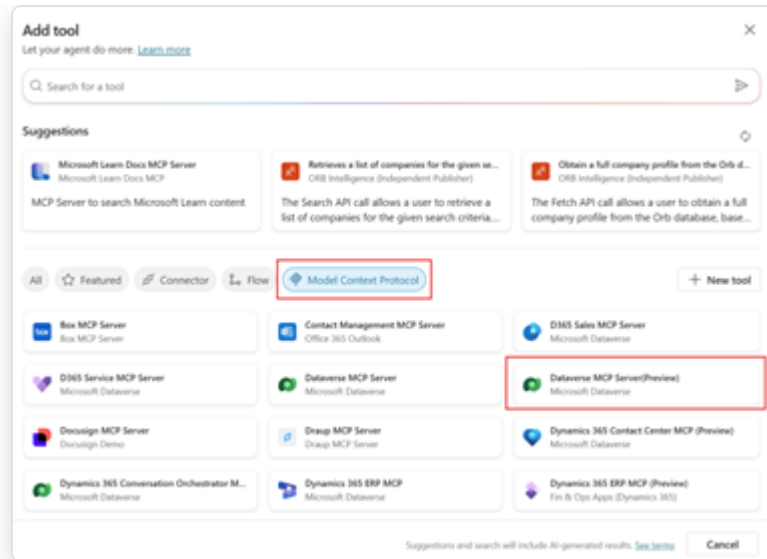 Add tool
Let your agent do more. Learn more
Search for a tool
Suggestions
Microsoft Learn Docs MCP Server
Microsoft Learn Docs MCP
MCP Server to search Microsoft Learn content
Retrieves a list of companies for the given se...
ORB Intelligence (Independent Publisher)
The Search API call allows a user to retrieve a
list of companies for the given search criteria....
Obtain a full company profile from the Orb d...
ORB Intelligence (Independent Publisher)
The Fetch API call allows a user to obtain a full
company profile from the Orb database, base...
All
Featured
Connector
Flow
Model Context Protocol
New tool
box
Box MCP Server
Box MCP Server
Contact Management MCP Server
Office 365 Outlook
D365 Sales MCP Server
Microsoft Dataverse
D365 Service MCP Server
Microsoft Dataverse
Dataverse MCP Server
Microsoft Dataverse
Dataverse MCP Server(Preview)
Microsoft Dataverse
Docusign MCP Server
Docusign Demo
Draup MCP Server
Draup MCP Server
Dynamics 365 Contact Center MCP (Preview)
Microsoft Dataverse
Dynamics 365 Conversation Orchestrator M...
Microsoft Dataverse
Dynamics 365 ERP MCP
Microsoft Dataverse
Dynamics 365 ERP MCP (Preview)
Fin & Ops Apps (Dynamics 365)
Suggestions and search will include AI-generated results. See terms
Cancel